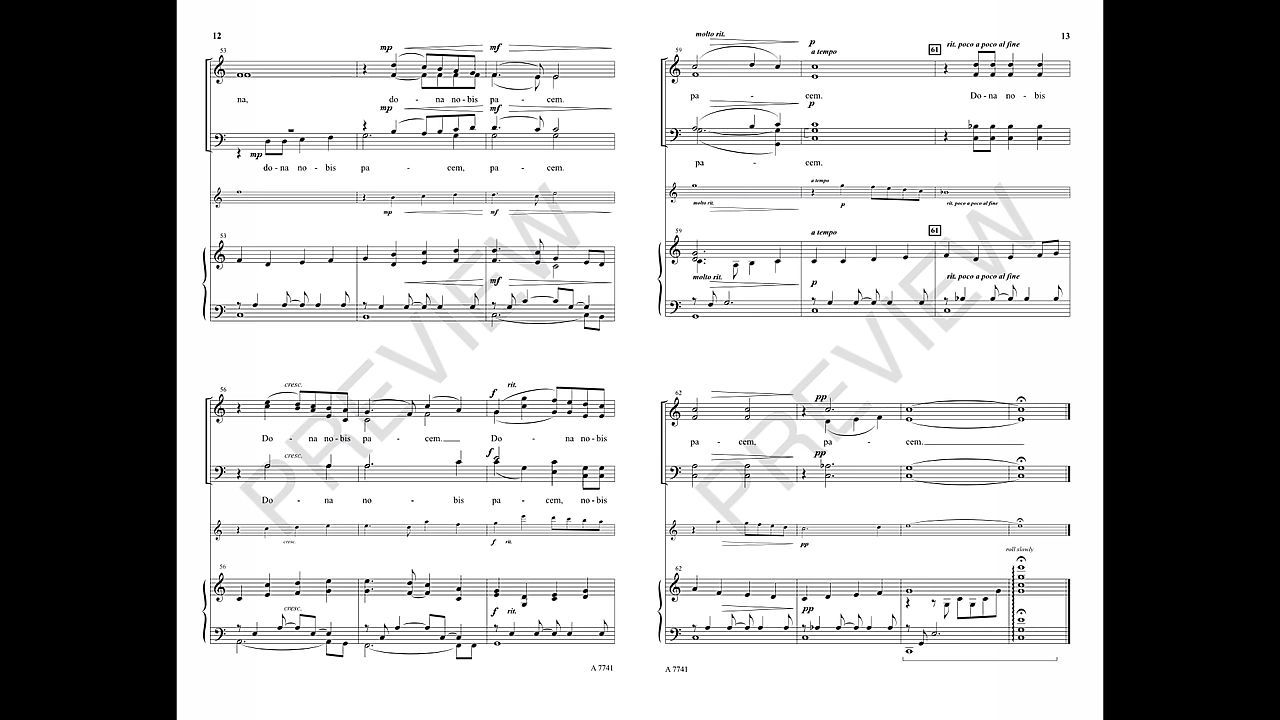 12
53
mp mf
na, do - na no - bis pa - cem.
mp mf
mp
do - na no - bis pa - cem, pa - cem.
mp mf
53
mf
56
cresc. f rit.
Do - na no - bis pa - cem. Do - na no - bis
cresc. f
Do - na no - bis pa - cem, no - bis
cresc. f rit.
56
f rit.
cresc.
A 7741
13
59
molto rit. p a tempo 61 rit. poco a poco al fine
pa - cem. Do - na no - bis
p
pa - cem.
a tempo
molto rit. p rit. poco a poco al fine
59
a tempo 61
molto rit. p rit. poco a poco al fine
62
pp
pa - cem, pa - cem.
pp
pp
roll slowly
62
pp
A 7741
PREVIEW
PREVIEW